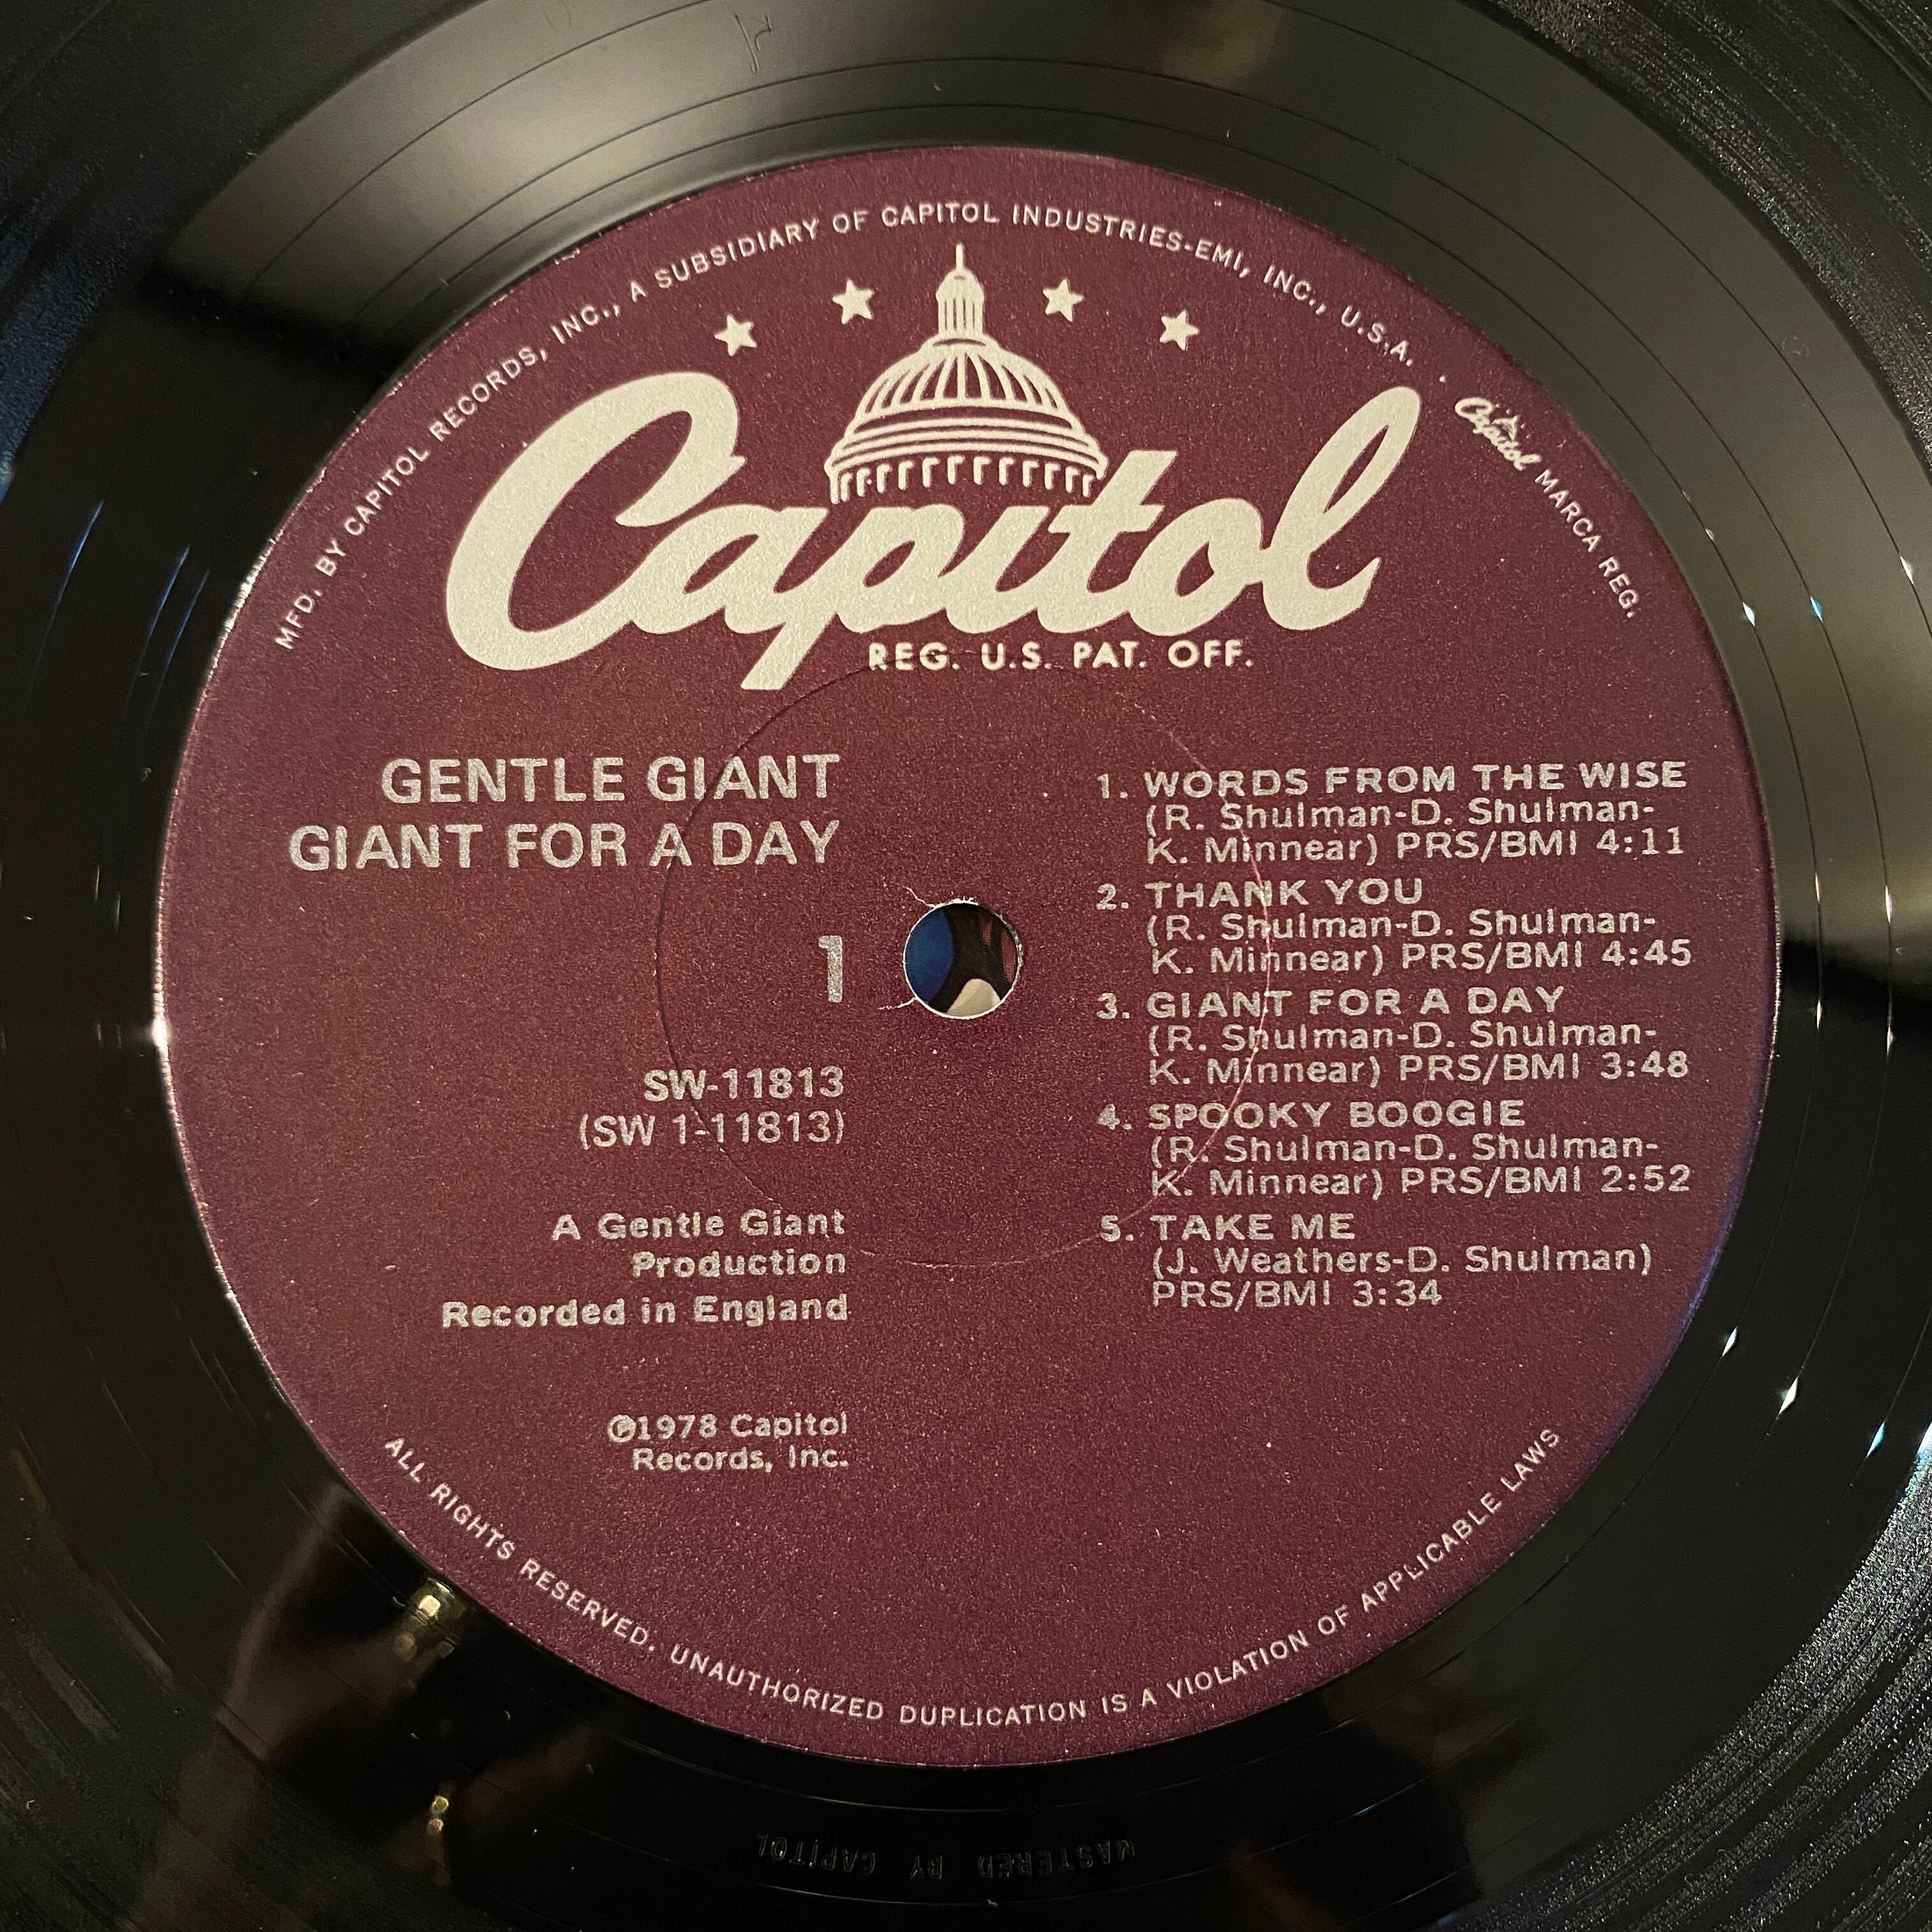 MFD. BY CAPITOL RECORDS, INC., A SUBSIDIARY OF CAPITOL INDUSTRIES-EMI, INC., U.S.A. . Capitol MARCA REG.
Capitol
REG. U.S. PAT. OFF.
GENTLE GIANT
GIANT FOR A DAY
1
SW-11813
(SW 1-11813)
A Gentle Giant
Production
Recorded in England
℗1978 Capitol
Records, Inc.
1. WORDS FROM THE WISE
(R. Shulman-D. Shulman-
K. Minnear) PRS/BMI 4:11
2. THANK YOU
(R. Shulman-D. Shulman-
K. Minnear) PRS/BMI 4:45
3. GIANT FOR A DAY
(R. Shulman-D. Shulman-
K. Minnear) PRS/BMI 3:48
4. SPOOKY BOOGIE
(R. Shulman-D. Shulman-
K. Minnear) PRS/BMI 2:52
5. TAKE ME
(J. Weathers-D. Shulman)
PRS/BMI 3:34
ALL RIGHTS RESERVED. UNAUTHORIZED DUPLICATION IS A VIOLATION OF APPLICABLE LAWS
MASTERED BY CAPITOL